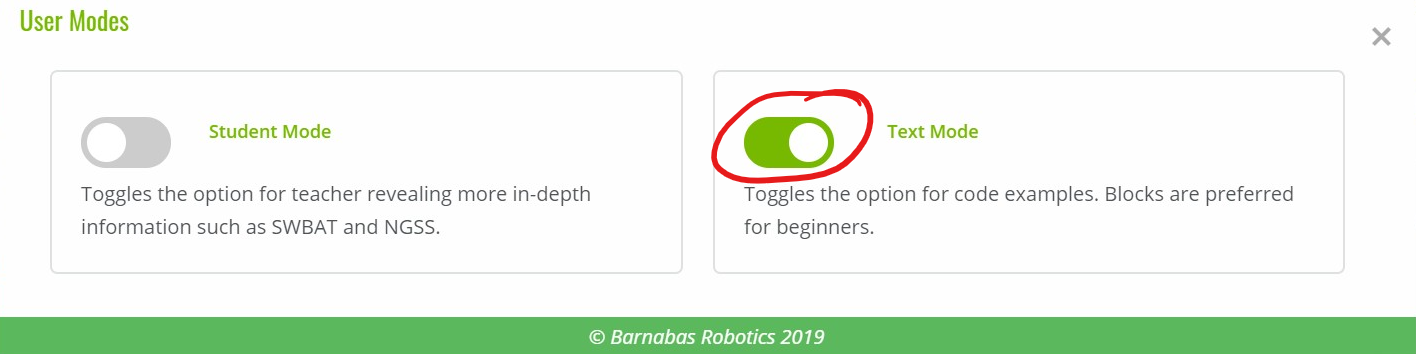 User Modes
Student Mode
Toggles the option for teacher revealing more in-depth
information such as SWBAT and NGSS.
Text Mode
Toggles the option for code examples. Blocks are preferred
for beginners.
© Barnabas Robotics 2019